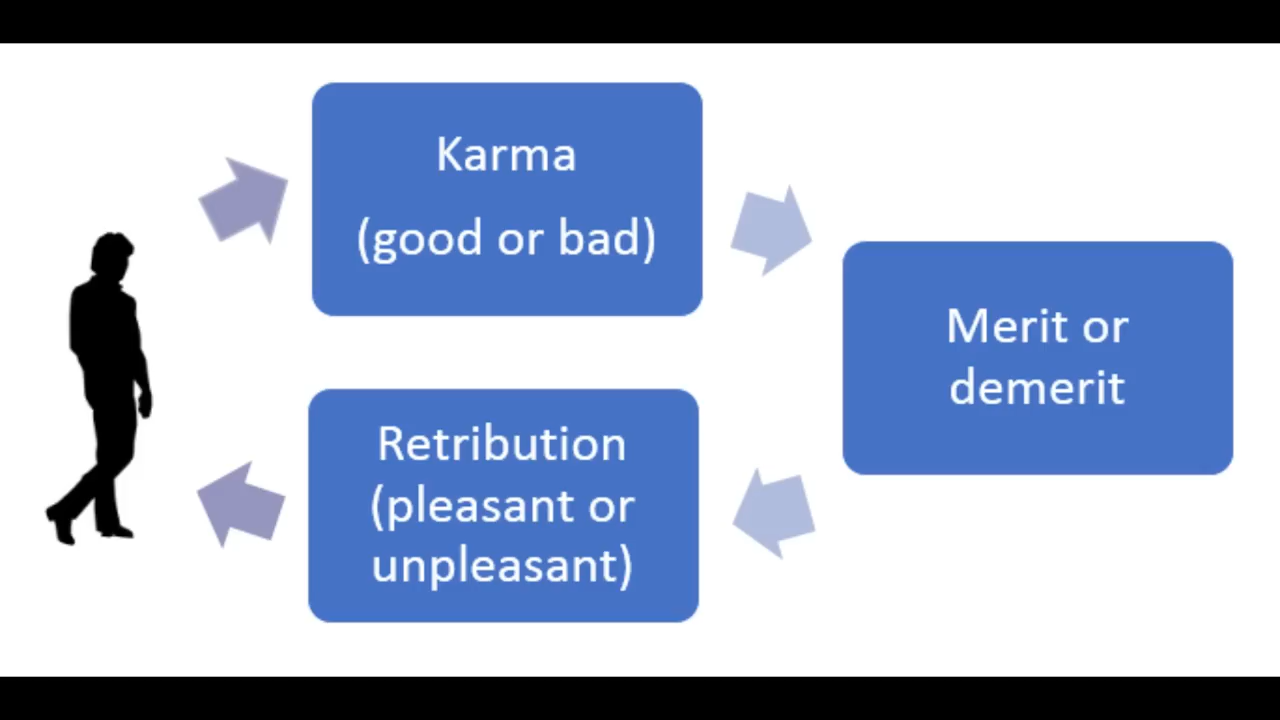 Karma
(good or bad)
Merit or
demerit
Retribution
(pleasant or
unpleasant)